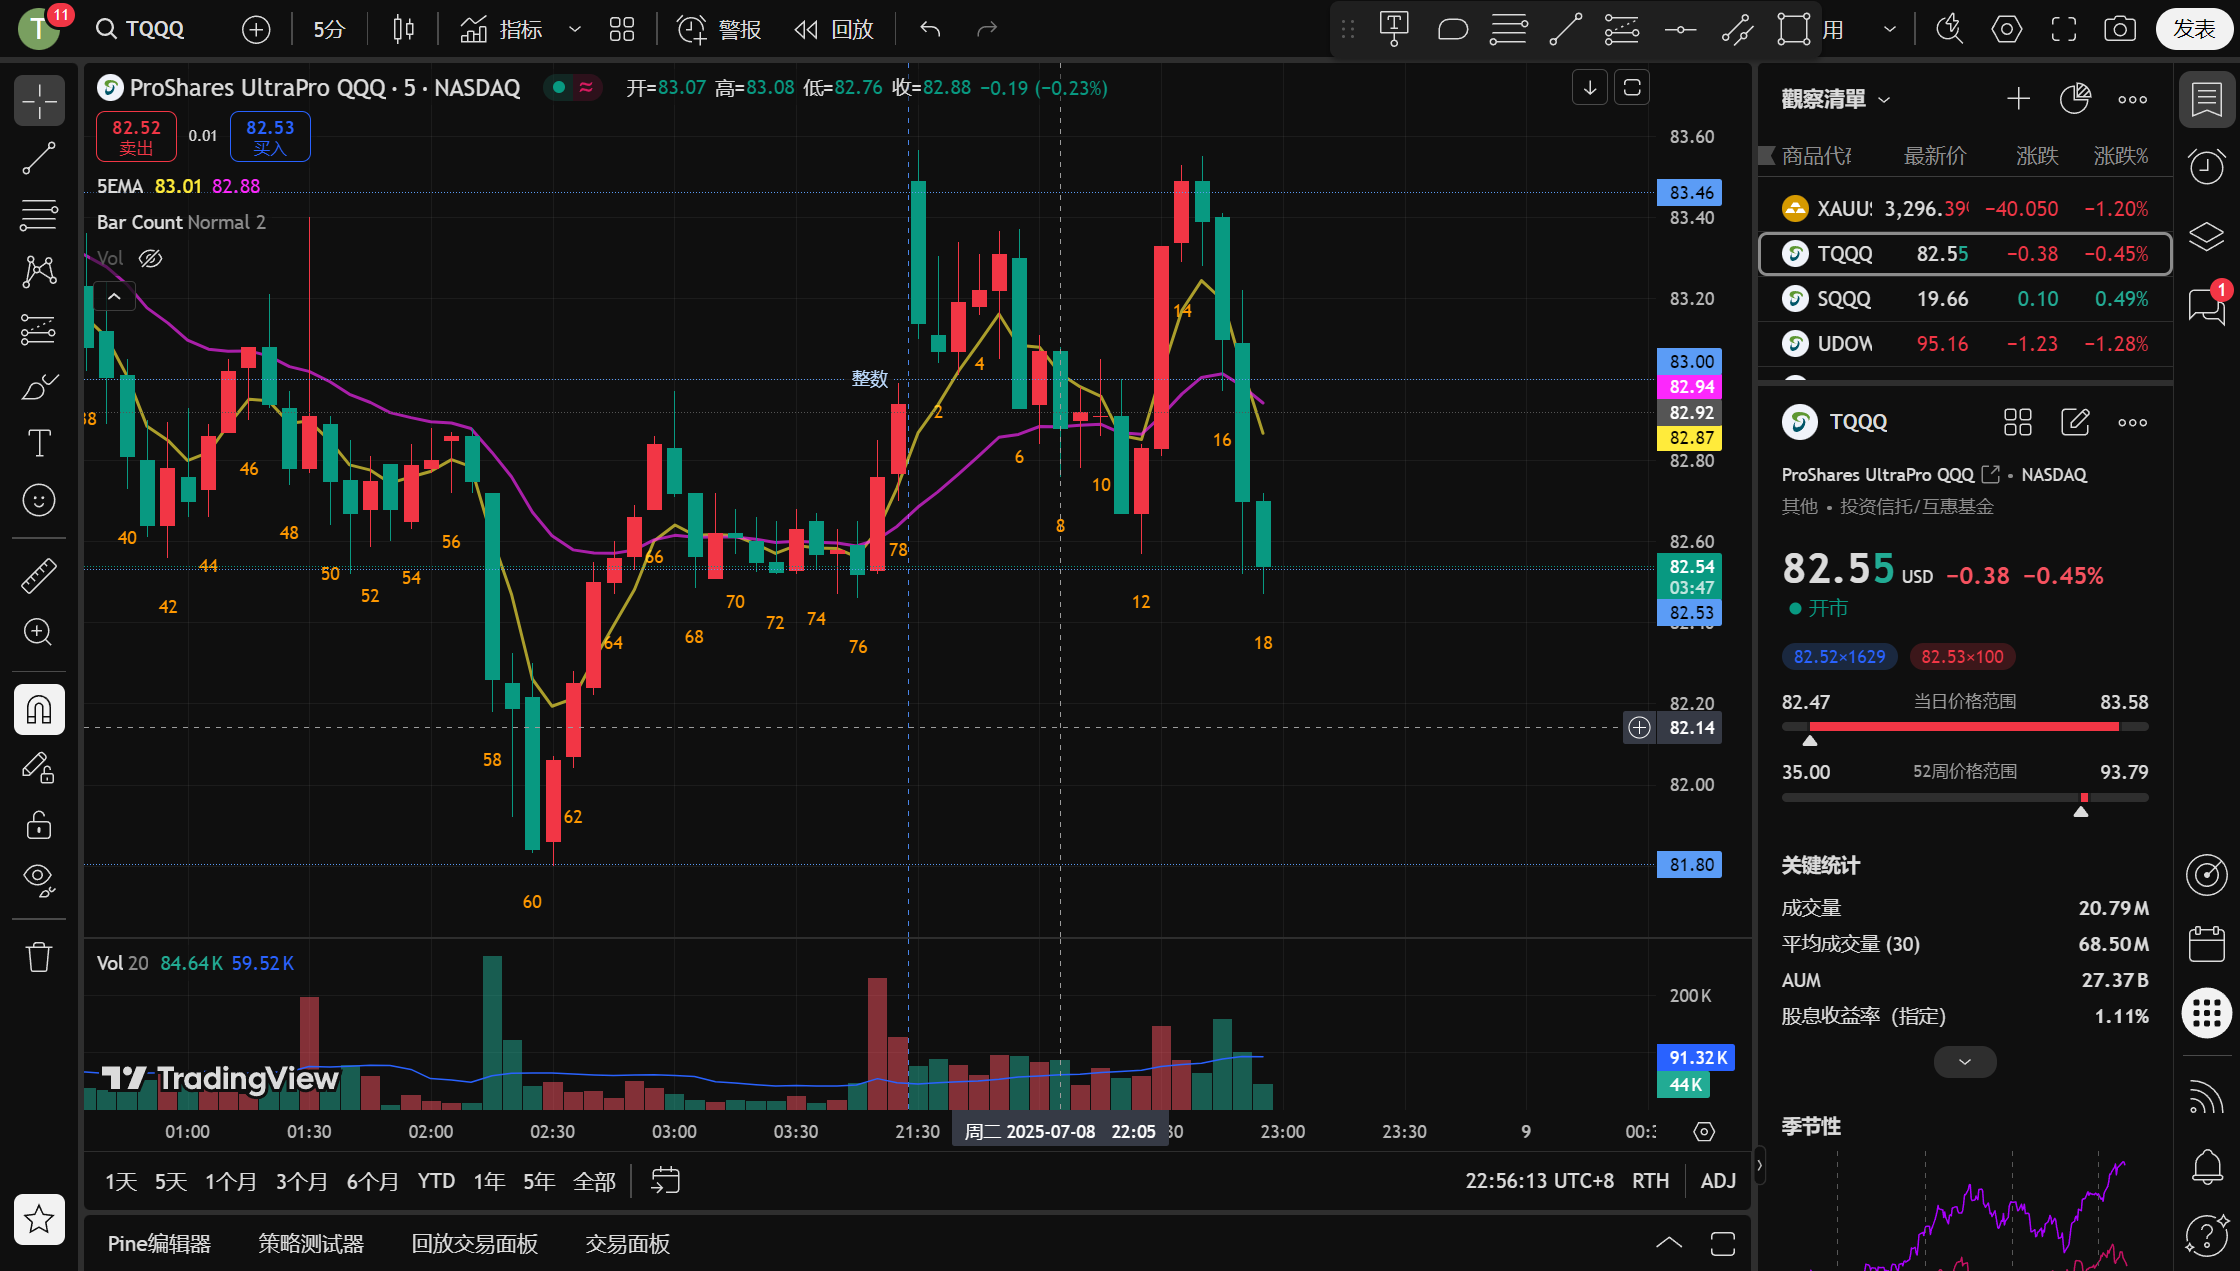 T 11
TQQQ
5分
指标
警报
回放
用
发表
ProShares UltraPro QQQ · 5 · NASDAQ
开=83.07 高=83.08 低=82.76 收=82.88 −0.19 (−0.23%)
82.52
卖出
0.01
82.53
买入
5EMA 83.01 82.88
Bar Count Normal 2
Vol
整数
38
40
42
44
46
48
50
52
54
56
58
60
62
64
66
68
70
72
74
76
78
2
4
6
8
10
12
14
16
18
83.60
83.46
83.40
83.20
83.00
82.94
82.92
82.87
82.80
82.60
82.54
03:47
82.53
82.20
82.14
82.00
81.80
Vol 20 84.64K 59.52K
200K
91.32K
44K
TradingView
01:00
01:30
02:00
02:30
03:00
03:30
21:30
周二 2025-07-08 22:05
23:00
23:30
9
1天 5天 1个月 3个月 6个月 YTD 1年 5年 全部
22:56:13 UTC+8 RTH ADJ
Pine编辑器 策略测试器 回放交易面板 交易面板
觀察清單
商品代 最新价 涨跌 涨跌%
XAUUS 3,296.39 −40.050 −1.20%
TQQQ 82.55 −0.38 −0.45%
SQQQ 19.66 0.10 0.49%
UDOW 95.16 −1.23 −1.28%
TQQQ
ProShares UltraPro QQQ • NASDAQ
其他 • 投资信托/互惠基金
82.55 USD −0.38 −0.45%
开市
82.52×1629 82.53×100
82.47 当日价格范围 83.58
35.00 52周价格范围 93.79
关键统计
成交量 20.79M
平均成交量 (30) 68.50M
AUM 27.37B
股息收益率（指定） 1.11%
季节性
1